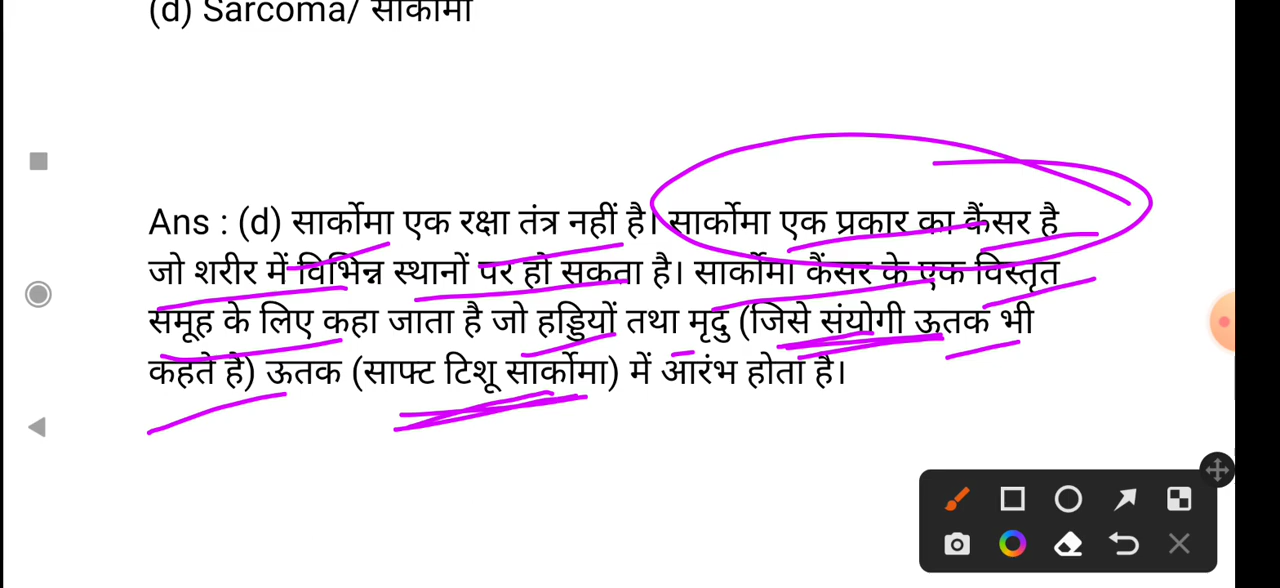 (d) Sarcoma/ सार्कोमा
Ans : (d) सार्कोमा एक रक्षा तंत्र नहीं है। सार्कोमा एक प्रकार का कैंसर है
जो शरीर में विभिन्न स्थानों पर हो सकता है। सार्कोमा कैंसर के एक विस्तृत
समूह के लिए कहा जाता है जो हड्डियों तथा मृदु (जिसे संयोगी ऊतक भी
कहते हैं) ऊतक (साफ्ट टिशू सार्कोमा) में आरंभ होता है।